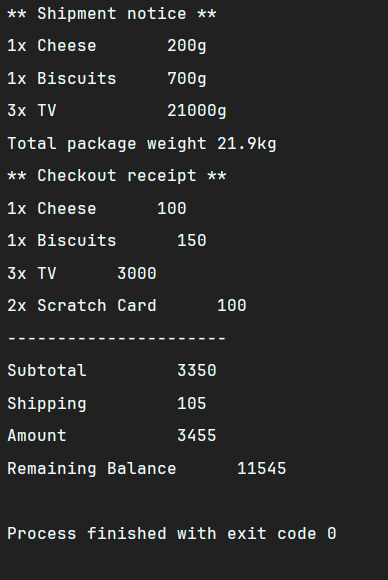 ** Shipment notice **
1x Cheese       200g
1x Biscuits     700g
3x TV           21000g
Total package weight 21.9kg
** Checkout receipt **
1x Cheese      100
1x Biscuits      150
3x TV      3000
2x Scratch Card      100
----------------------
Subtotal         3350
Shipping         105
Amount           3455
Remaining Balance      11545
Process finished with exit code 0